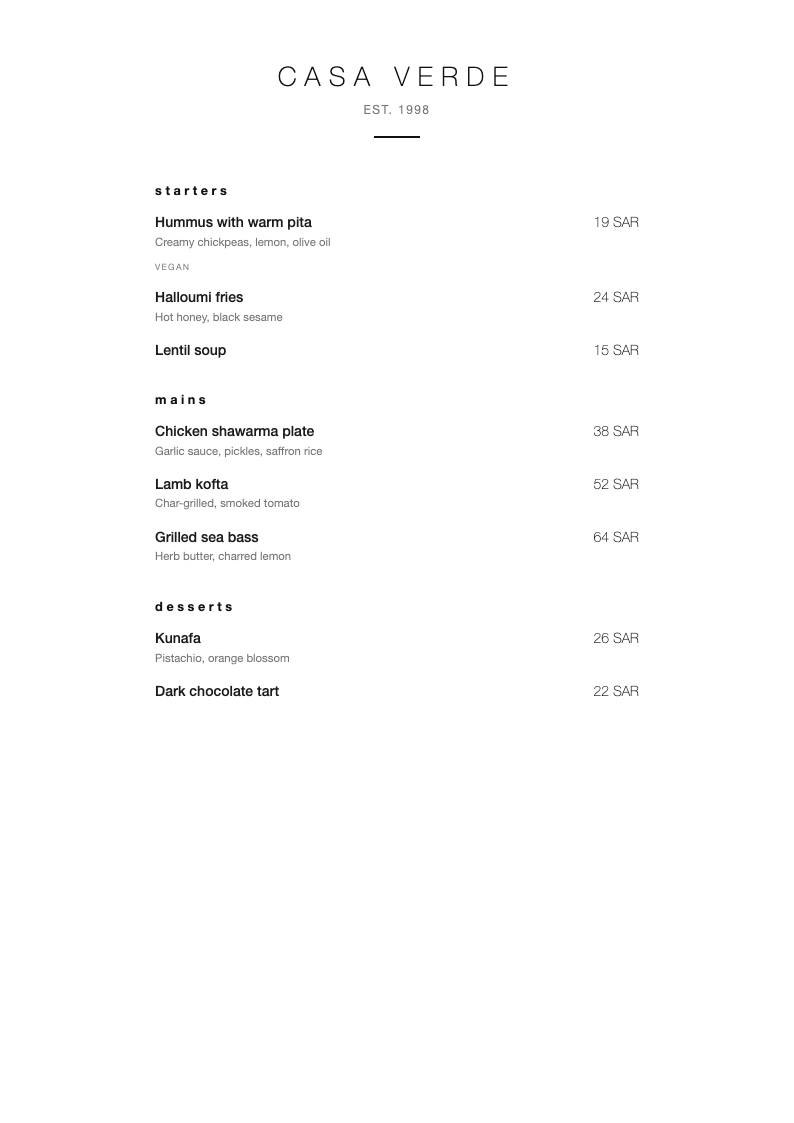 CASA VERDE
EST. 1998
starters
Hummus with warm pita 19 SAR
Creamy chickpeas, lemon, olive oil
VEGAN
Halloumi fries 24 SAR
Hot honey, black sesame
Lentil soup 15 SAR
mains
Chicken shawarma plate 38 SAR
Garlic sauce, pickles, saffron rice
Lamb kofta 52 SAR
Char-grilled, smoked tomato
Grilled sea bass 64 SAR
Herb butter, charred lemon
desserts
Kunafa 26 SAR
Pistachio, orange blossom
Dark chocolate tart 22 SAR